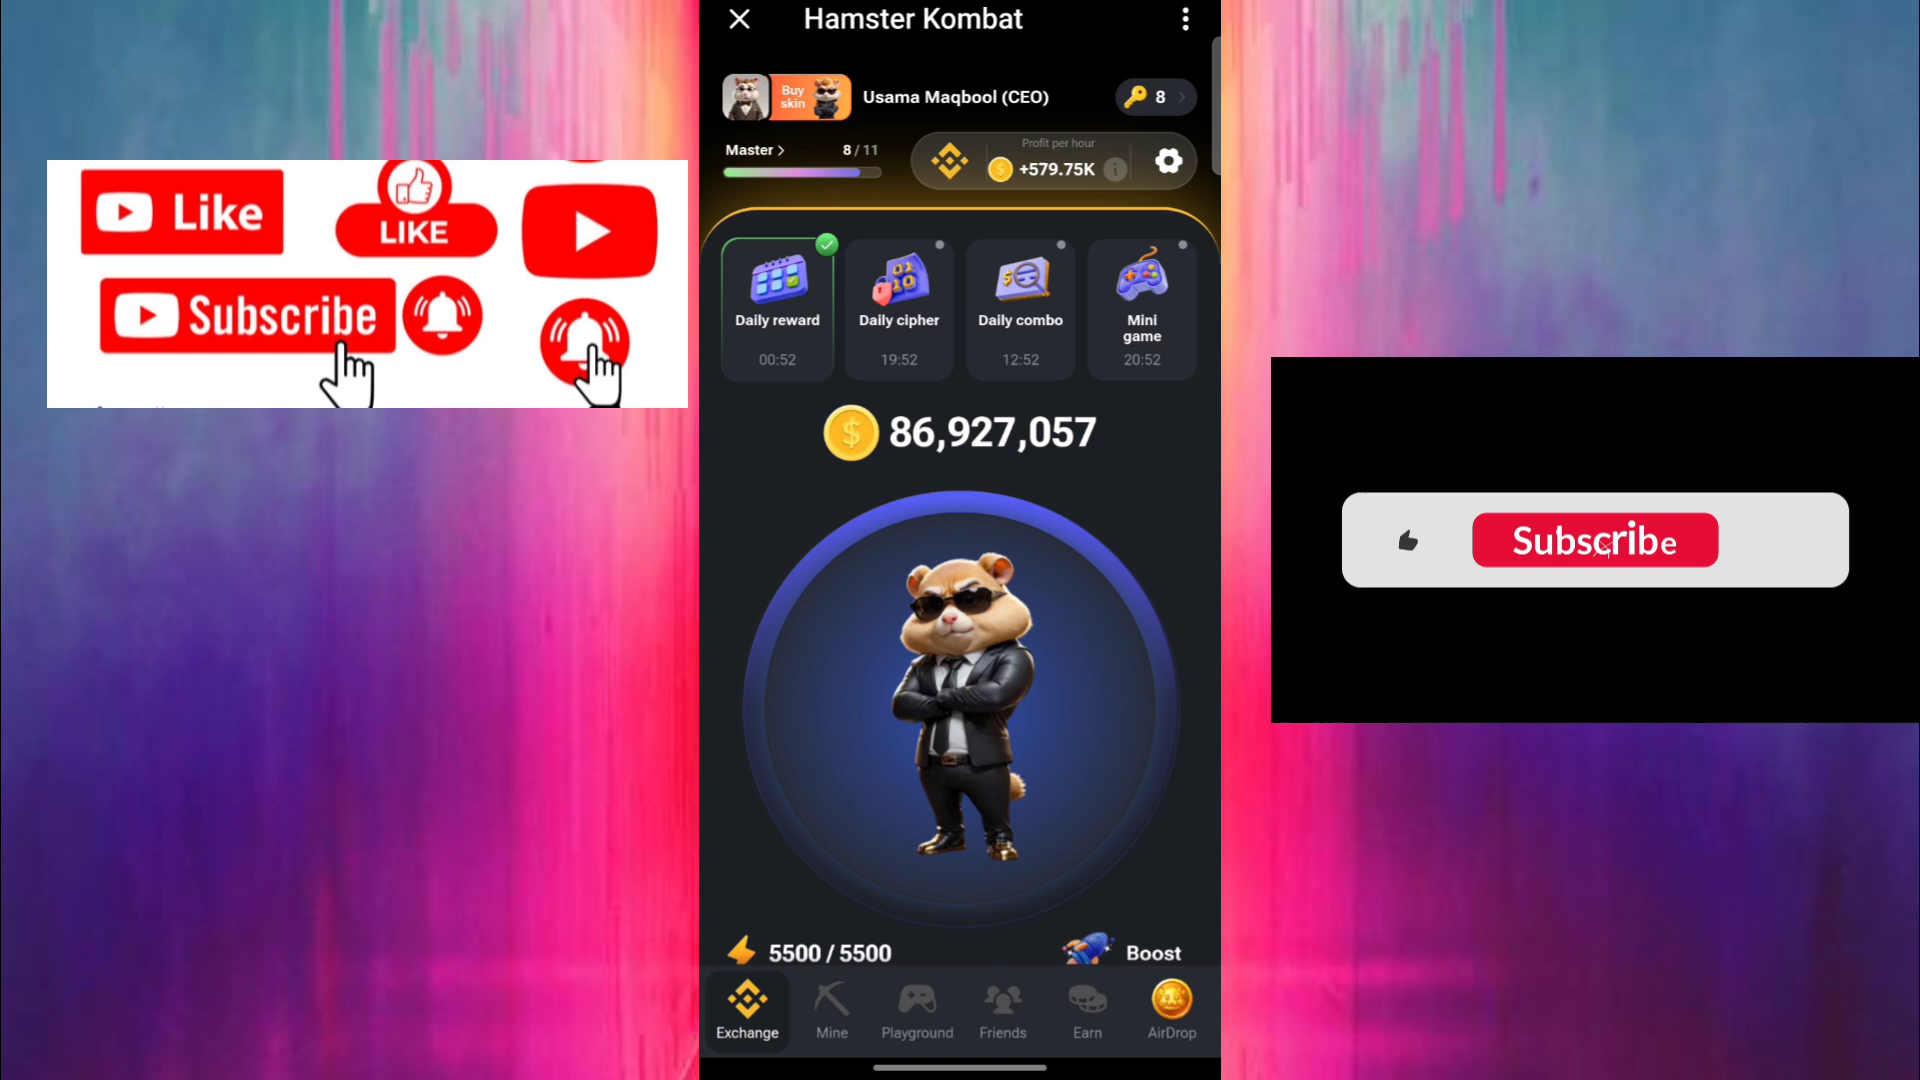 Like
LIKE
Subscribe
Hamster Kombat
Buy
skin
Usama Maqbool (CEO)
8
Master
8 / 11
Profit per hour
+579.75K
Daily reward
00:52
Daily cipher
19:52
Daily combo
12:52
Mini
game
20:52
86,927,057
5500 / 5500
Boost
Exchange
Mine
Playground
Friends
Earn
AirDrop
Subscribe